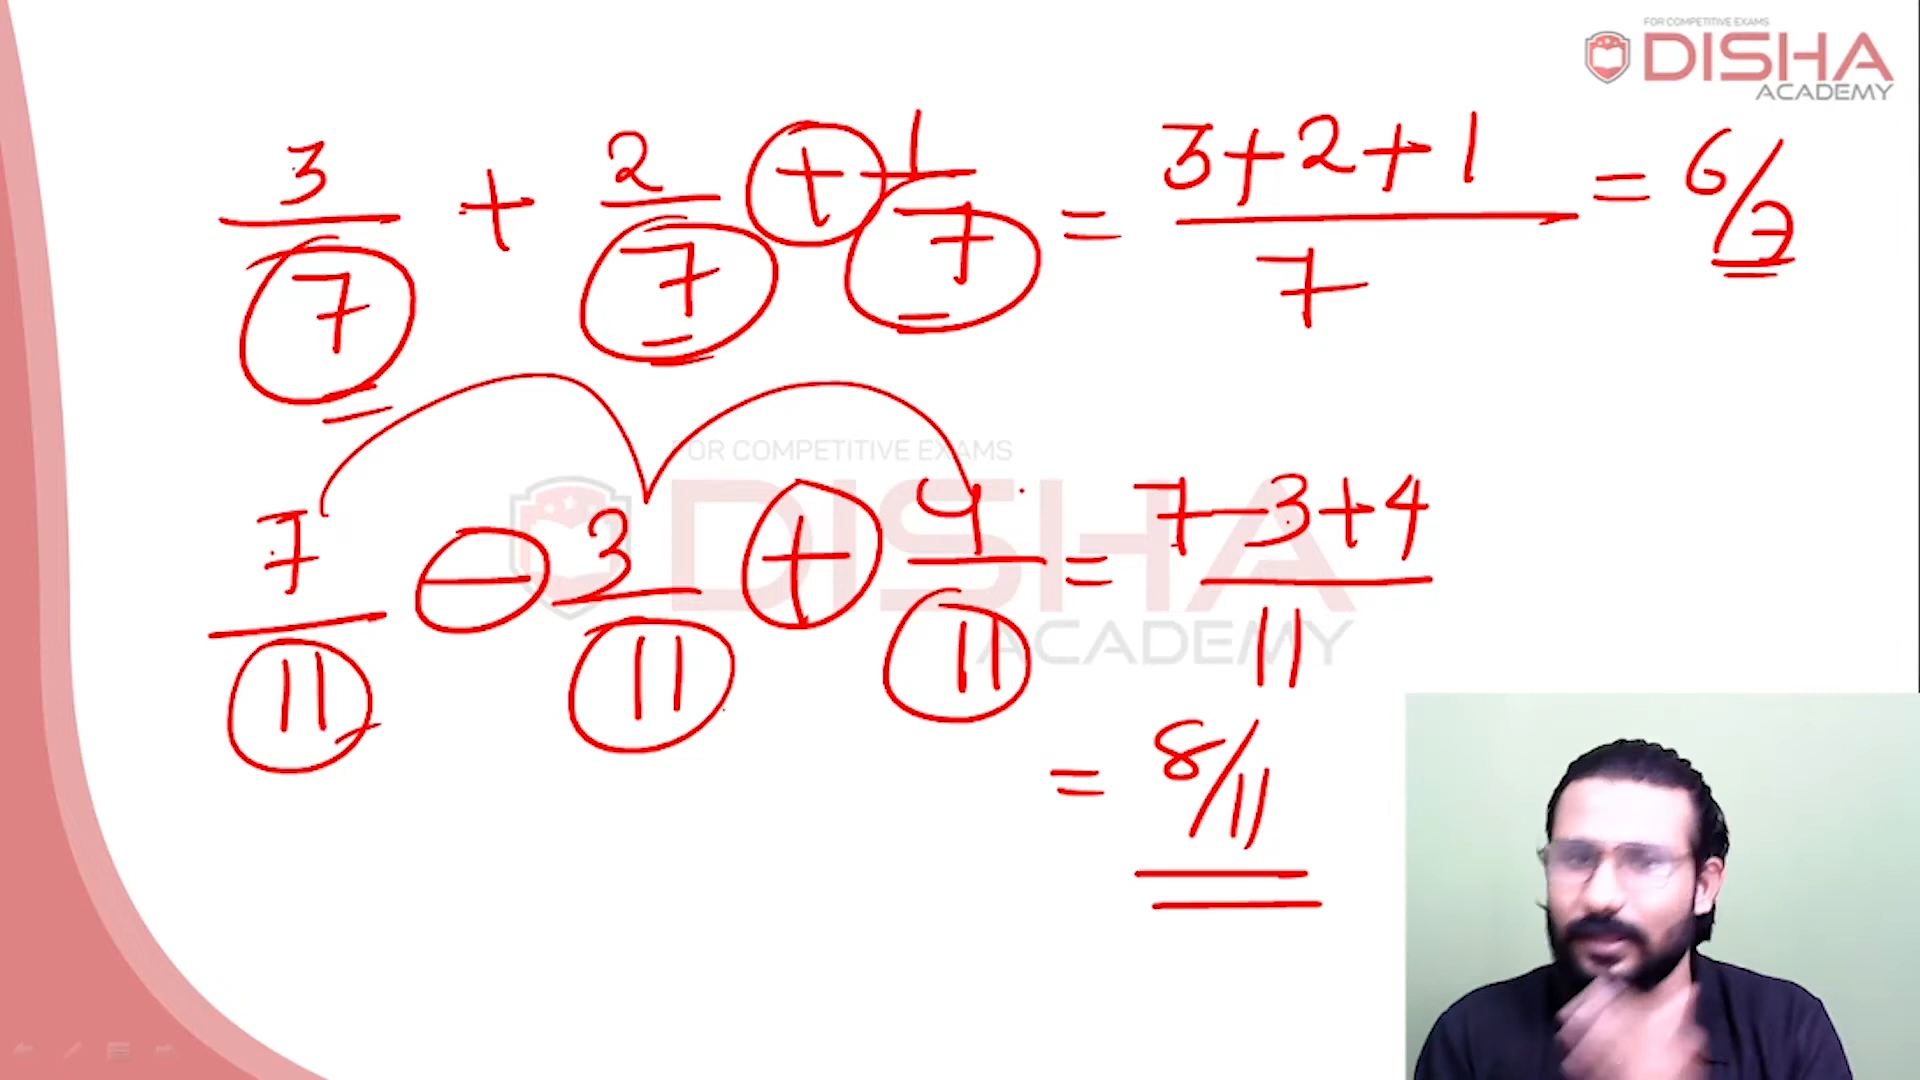 FOR COMPETITIVE EXAMS
DISHA
ACADEMY
3/7 + 2/7 + 1/7 = (3+2+1)/7 = 6/7
FOR COMPETITIVE EXAMS
DISHA
ACADEMY
7/11 - 3/11 + 4/11 = (7-3+4)/11
= 8/11